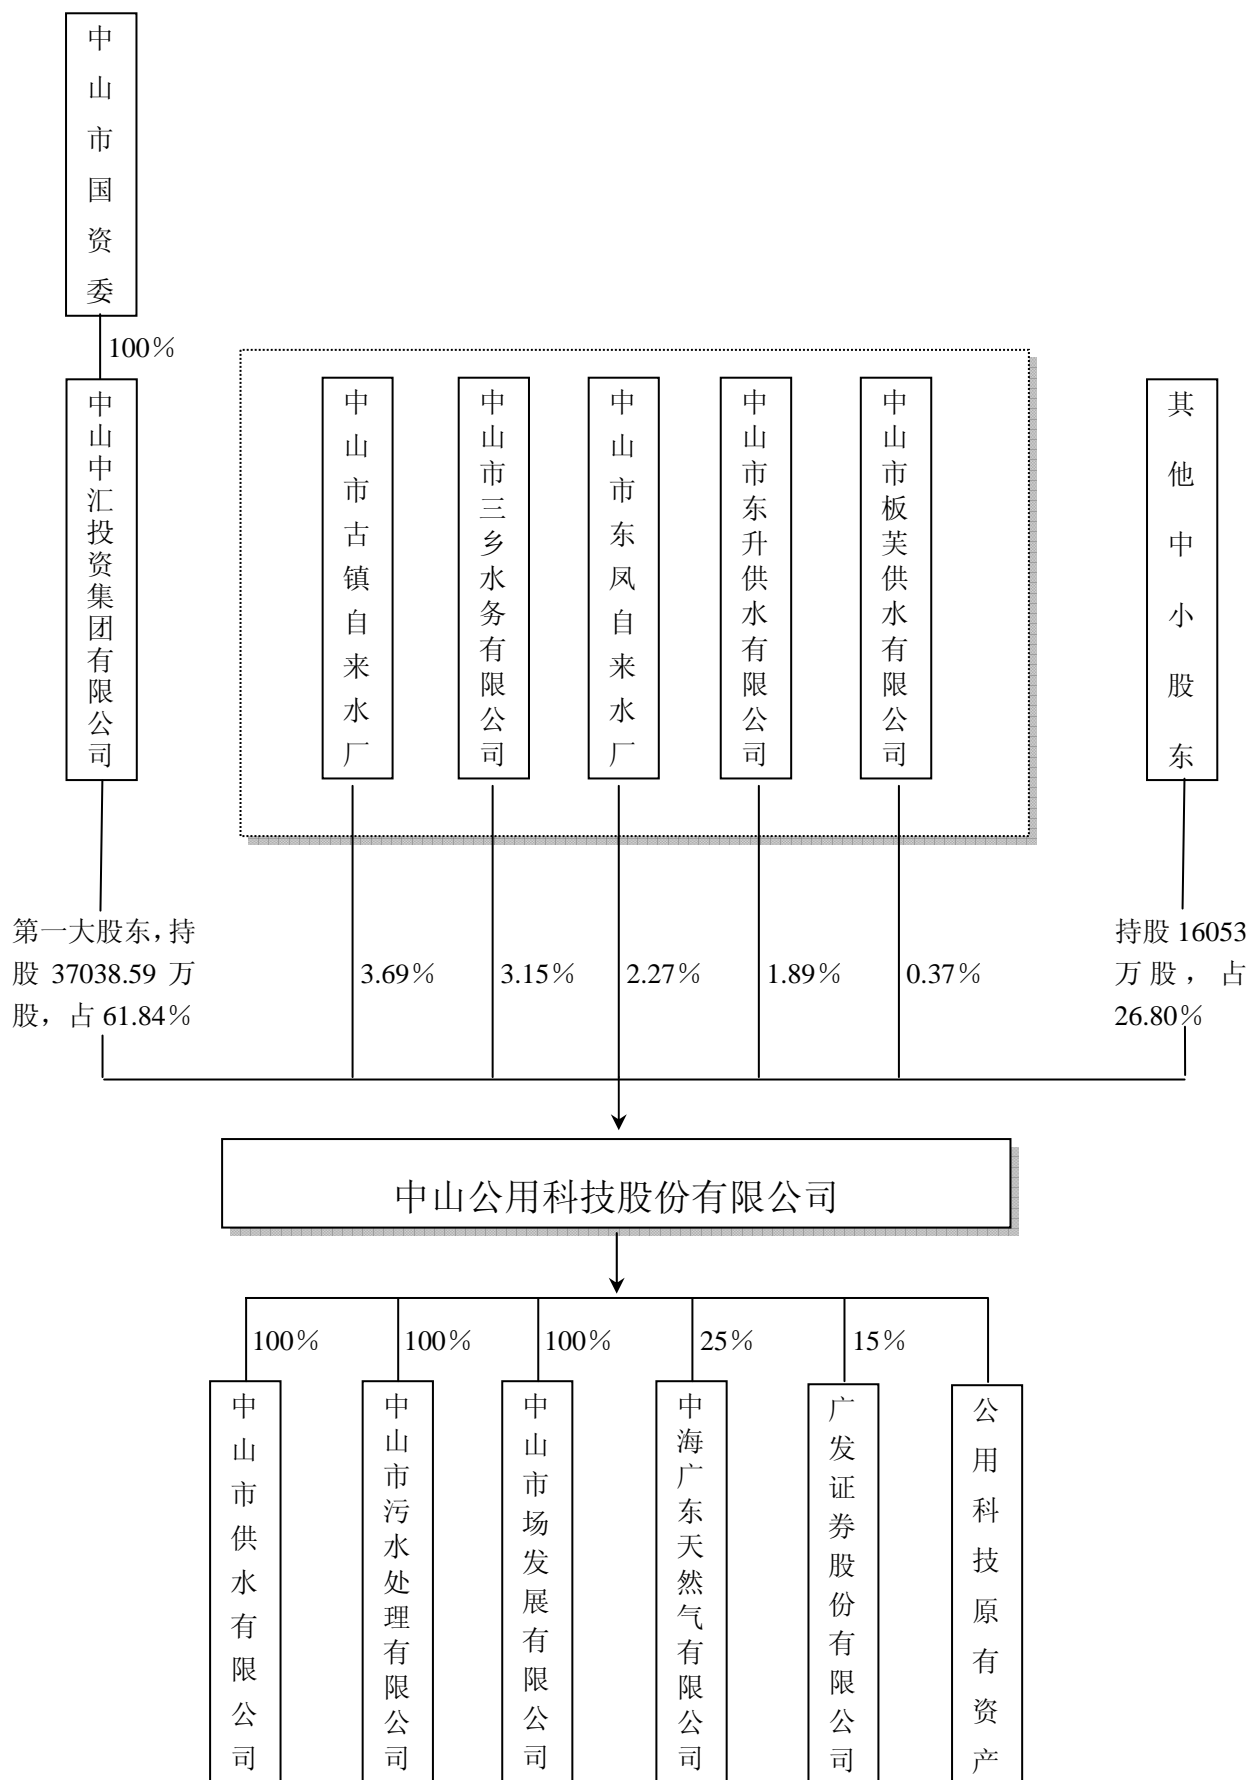 中山市国资委
100％
中山中汇投资集团有限公司
中山市古镇自来水厂
中山市三乡水务有限公司
中山市东凤自来水厂
中山市东升供水有限公司
中山市板芙供水有限公司
其他中小股东
第一大股东，持
股 37038.59 万
股，占 61.84％
3.69％
3.15％
2.27％
1.89％
0.37％
持股 16053
万股，占
26.80％
中山公用科技股份有限公司
100％
100％
100％
25％
15％
中山市供水有限公司
中山市污水处理有限公司
中山市场发展有限公司
中海广东天然气有限公司
广发证券股份有限公司
公用科技原有资产